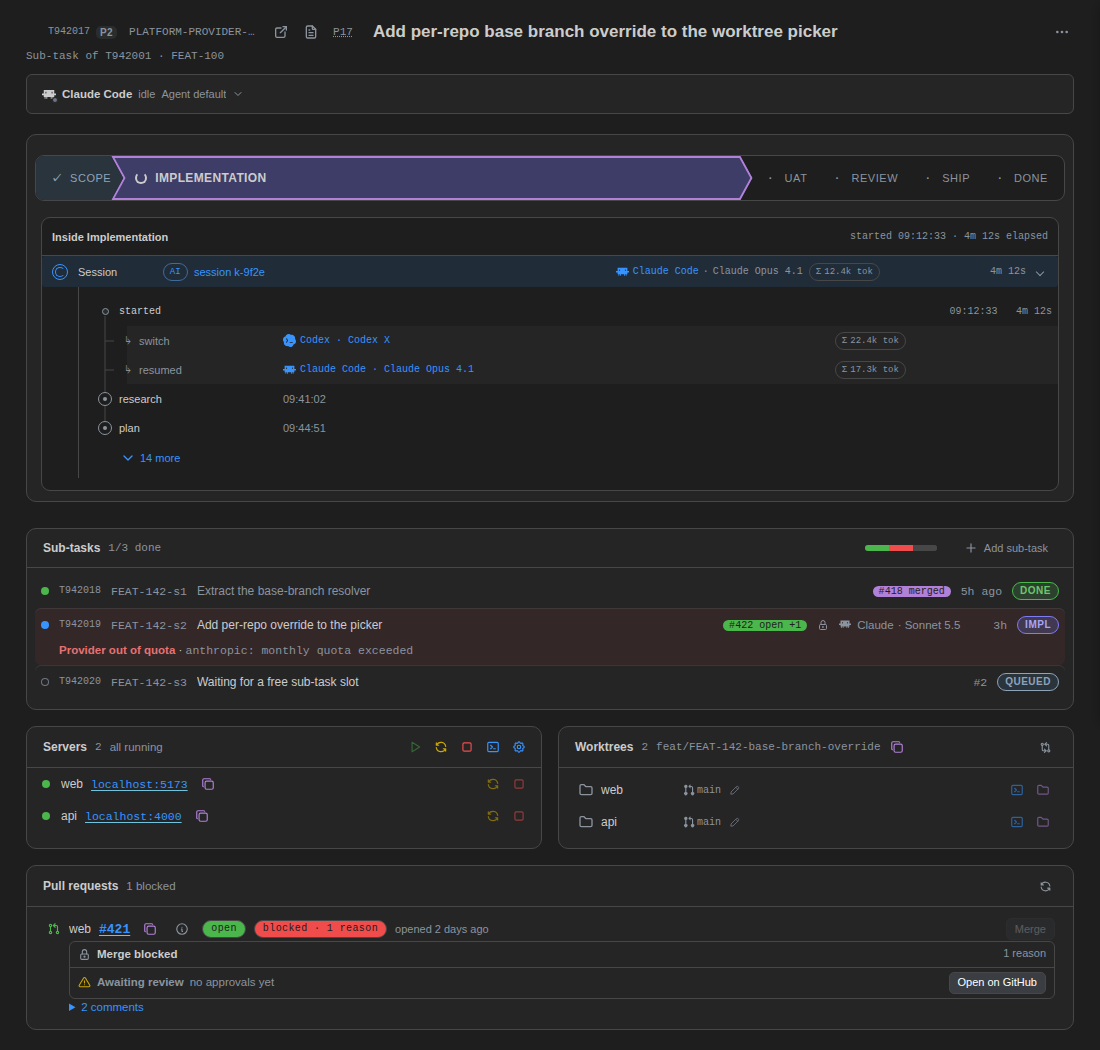 T942017 P2 PLATFORM-PROVIDER-… P17 Add per-repo base branch override to the worktree picker
Sub-task of T942001 · FEAT-100
Claude Code idle Agent default
SCOPE IMPLEMENTATION · UAT · REVIEW · SHIP · DONE
Inside Implementation started 09:12:33 · 4m 12s elapsed
Session AI session k-9f2e Claude Code · Claude Opus 4.1 Σ 12.4k tok 4m 12s
started 09:12:33 4m 12s
↳ switch Codex · Codex X Σ 22.4k tok
↳ resumed Claude Code · Claude Opus 4.1 Σ 17.3k tok
research 09:41:02
plan 09:44:51
14 more
Sub-tasks 1/3 done Add sub-task
T942018 FEAT-142-s1 Extract the base-branch resolver #418 merged 5h ago DONE
T942019 FEAT-142-s2 Add per-repo override to the picker #422 open +1 Claude · Sonnet 5.5 3h IMPL
Provider out of quota · anthropic: monthly quota exceeded
T942020 FEAT-142-s3 Waiting for a free sub-task slot #2 QUEUED
Servers 2 all running
web localhost:5173
api localhost:4000
Worktrees 2 feat/FEAT-142-base-branch-override
web main
api main
Pull requests 1 blocked
web #421 open blocked · 1 reason opened 2 days ago Merge
Merge blocked 1 reason
Awaiting review no approvals yet Open on GitHub
2 comments